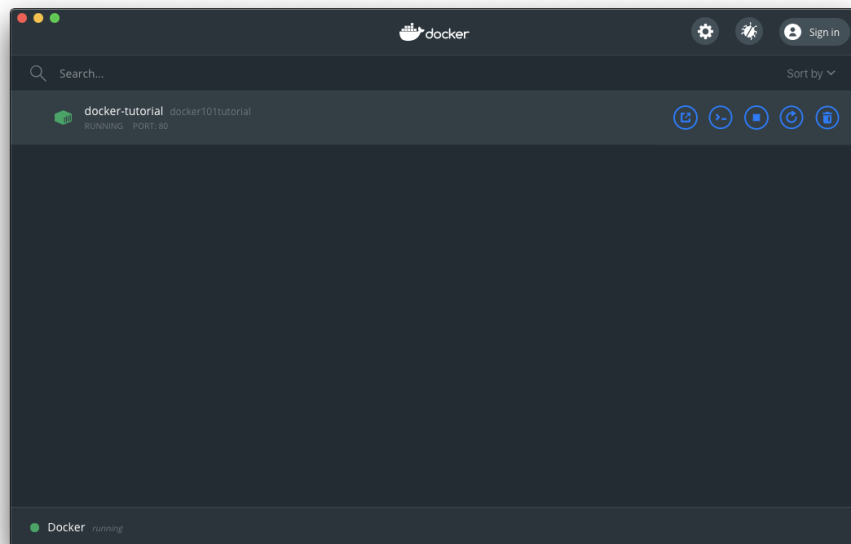 docker
Sign in
Search...
Sort by
docker-tutorial docker101tutorial
RUNNING PORT: 80
Docker running